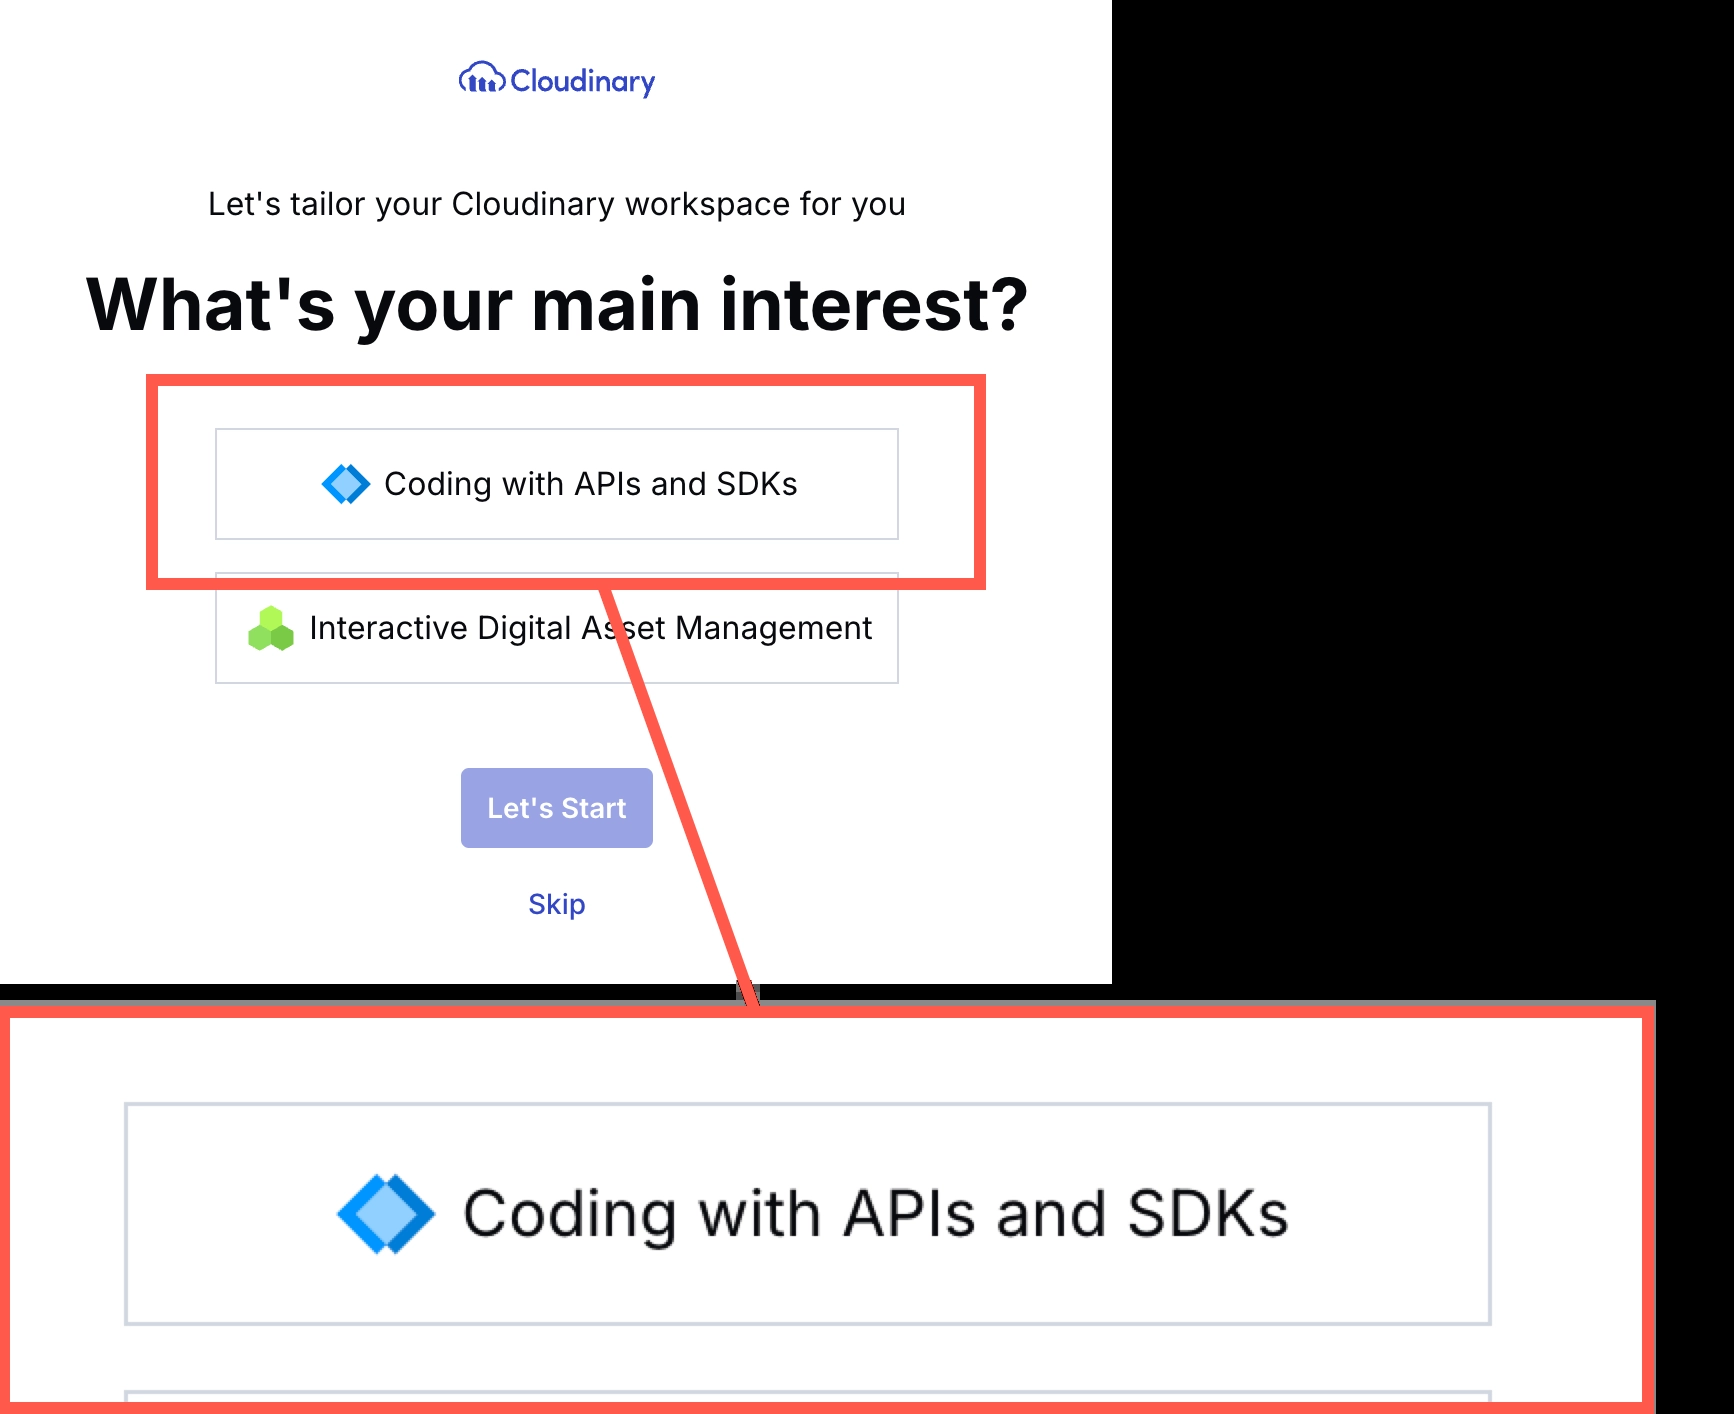 Cloudinary
Let's tailor your Cloudinary workspace for you
What's your main interest?
Coding with APIs and SDKs
Interactive Digital Asset Management
Let's Start
Skip
Coding with APIs and SDKs